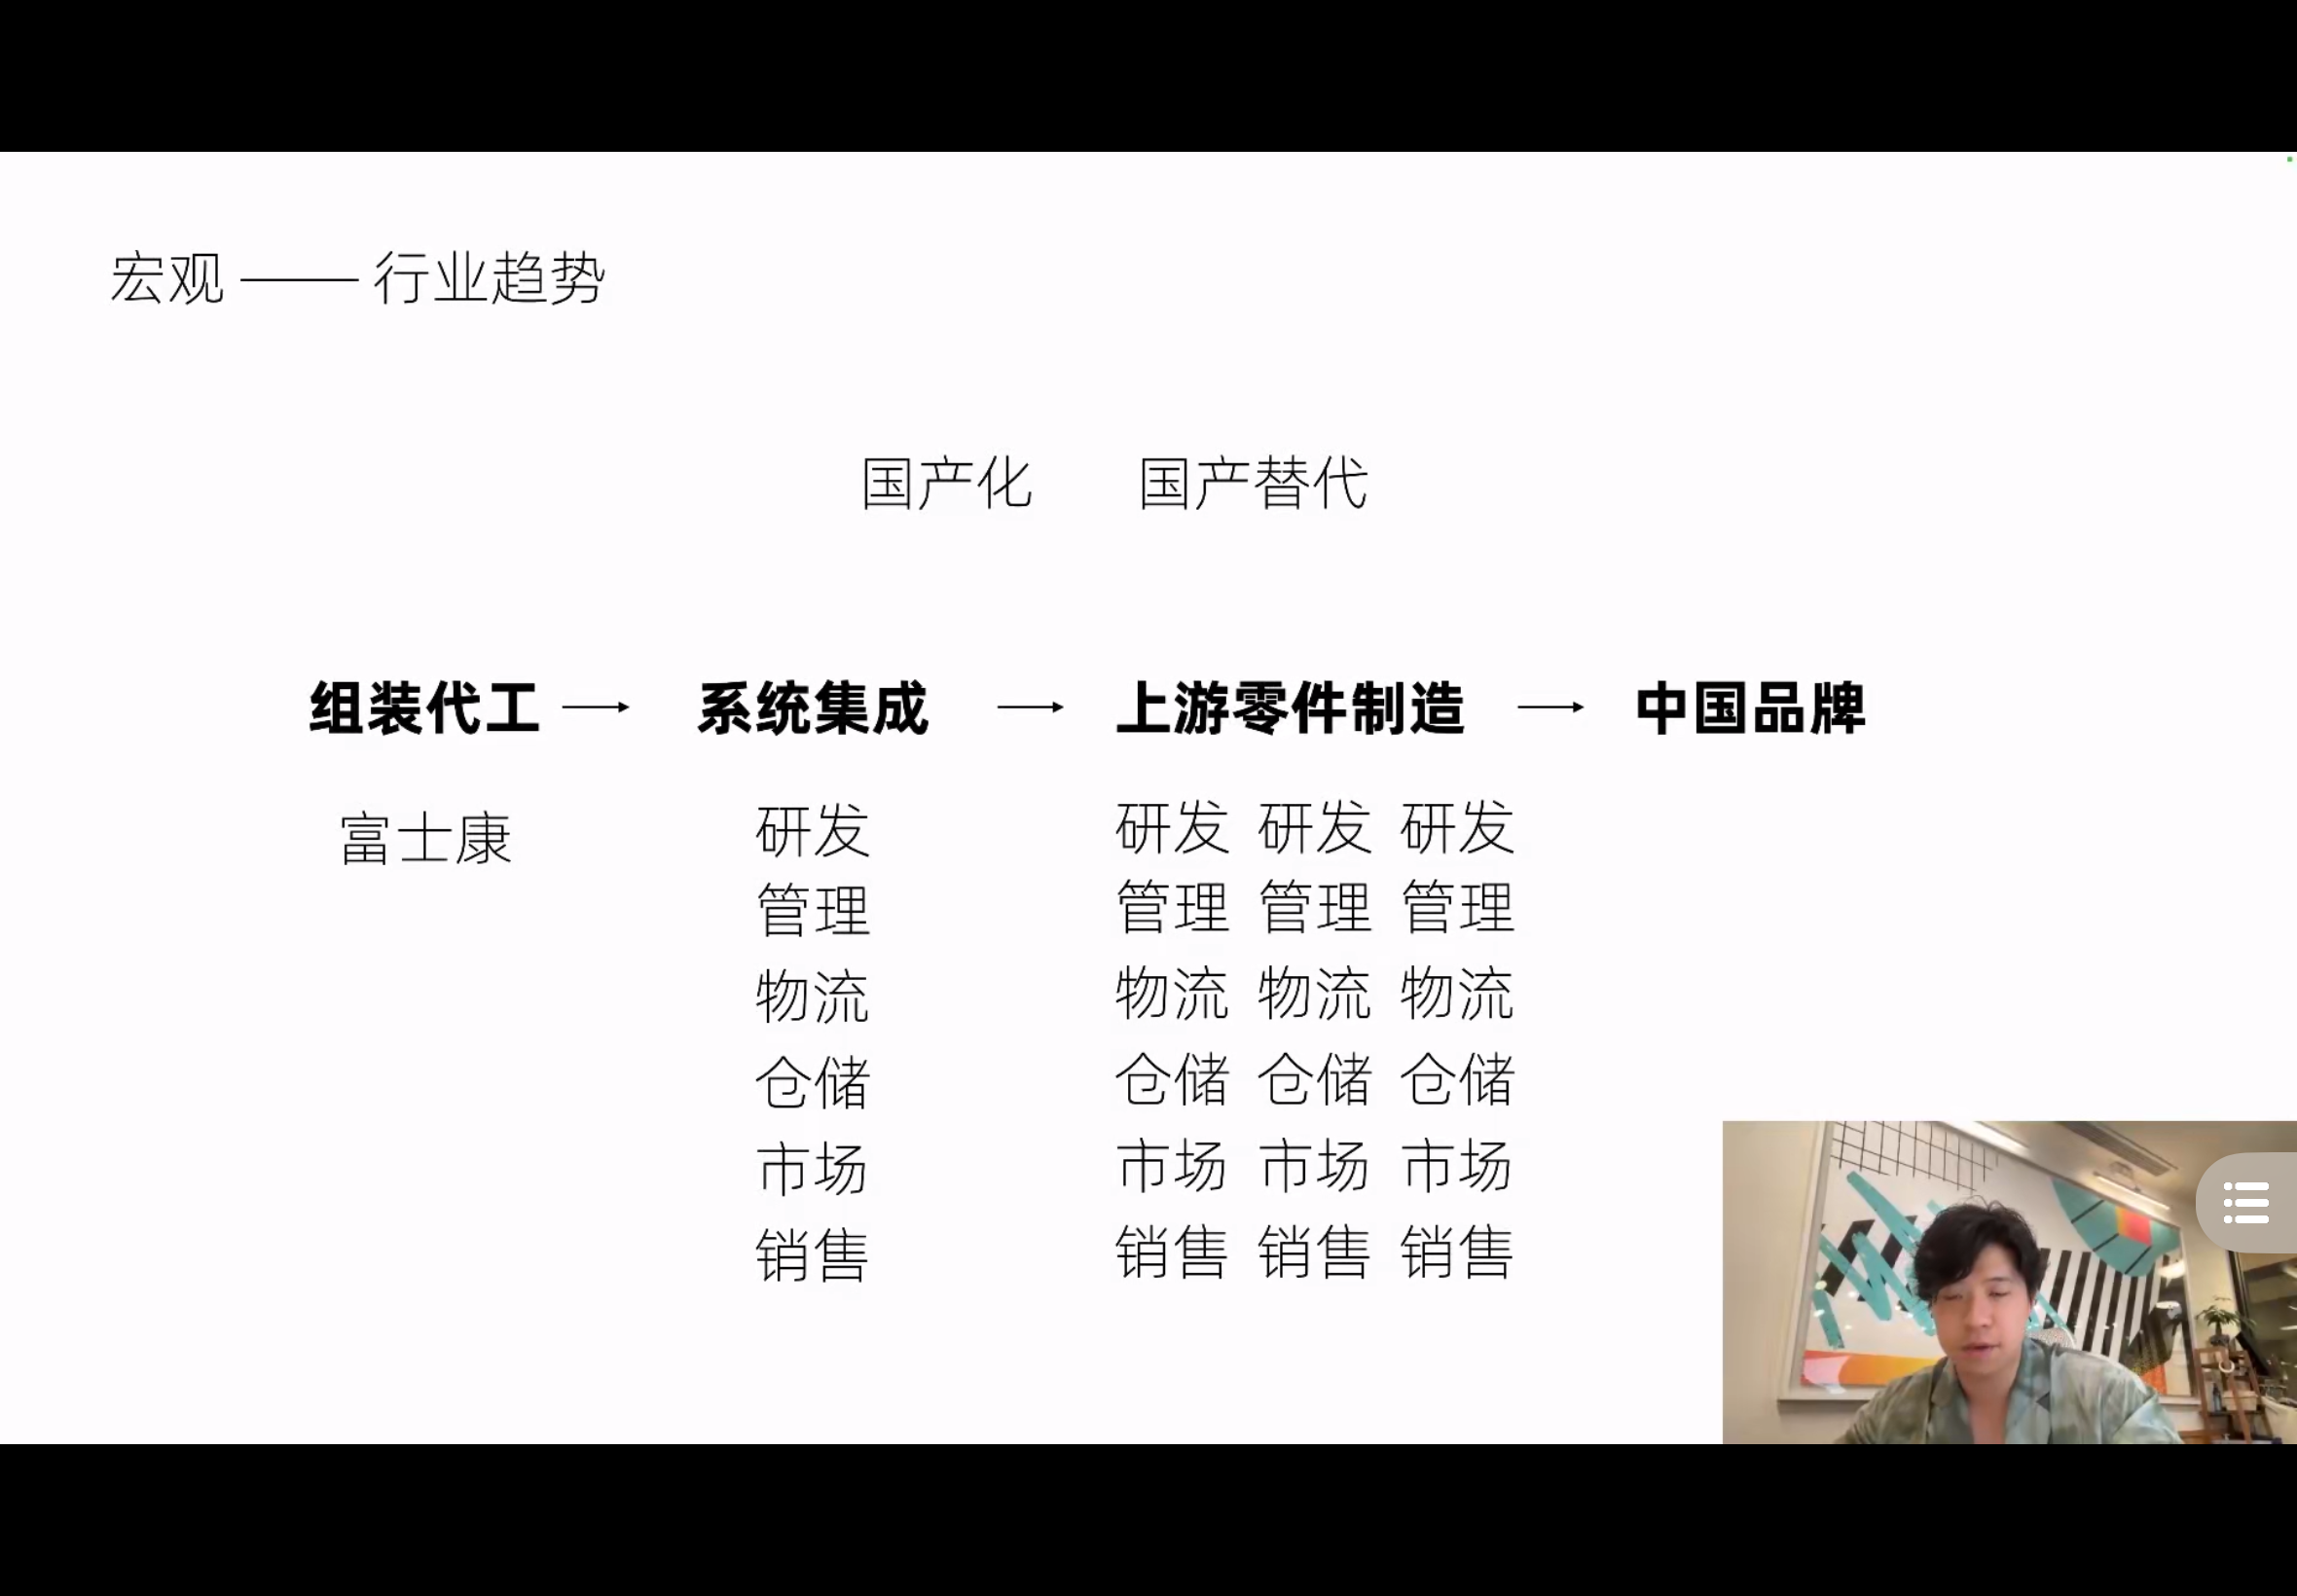 宏观 —— 行业趋势
国产化 国产替代
组装代工 → 系统集成 → 上游零件制造 → 中国品牌
富士康 研发 研发 研发 研发
管理 管理 管理 管理
物流 物流 物流 物流
仓储 仓储 仓储 仓储
市场 市场 市场 市场
销售 销售 销售 销售